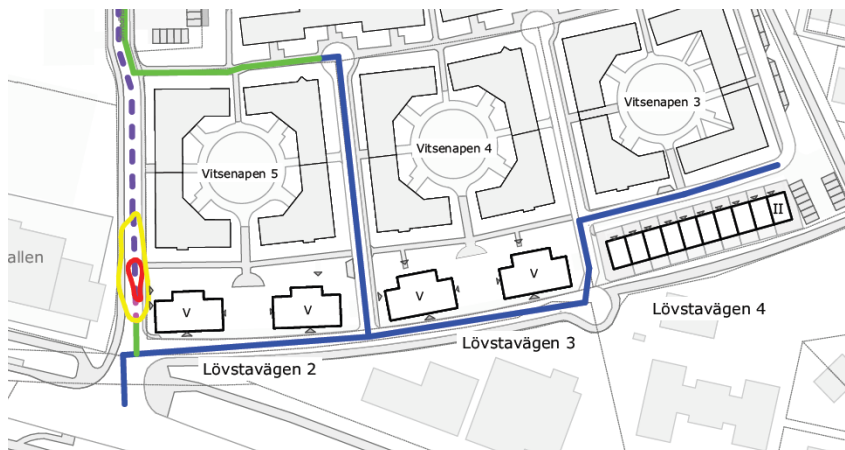 Vitsenapen 3
Vitsenapen 4
Vitsenapen 5
II
allen
V
V
V
V
Lövstavägen 4
Lövstavägen 3
Lövstavägen 2